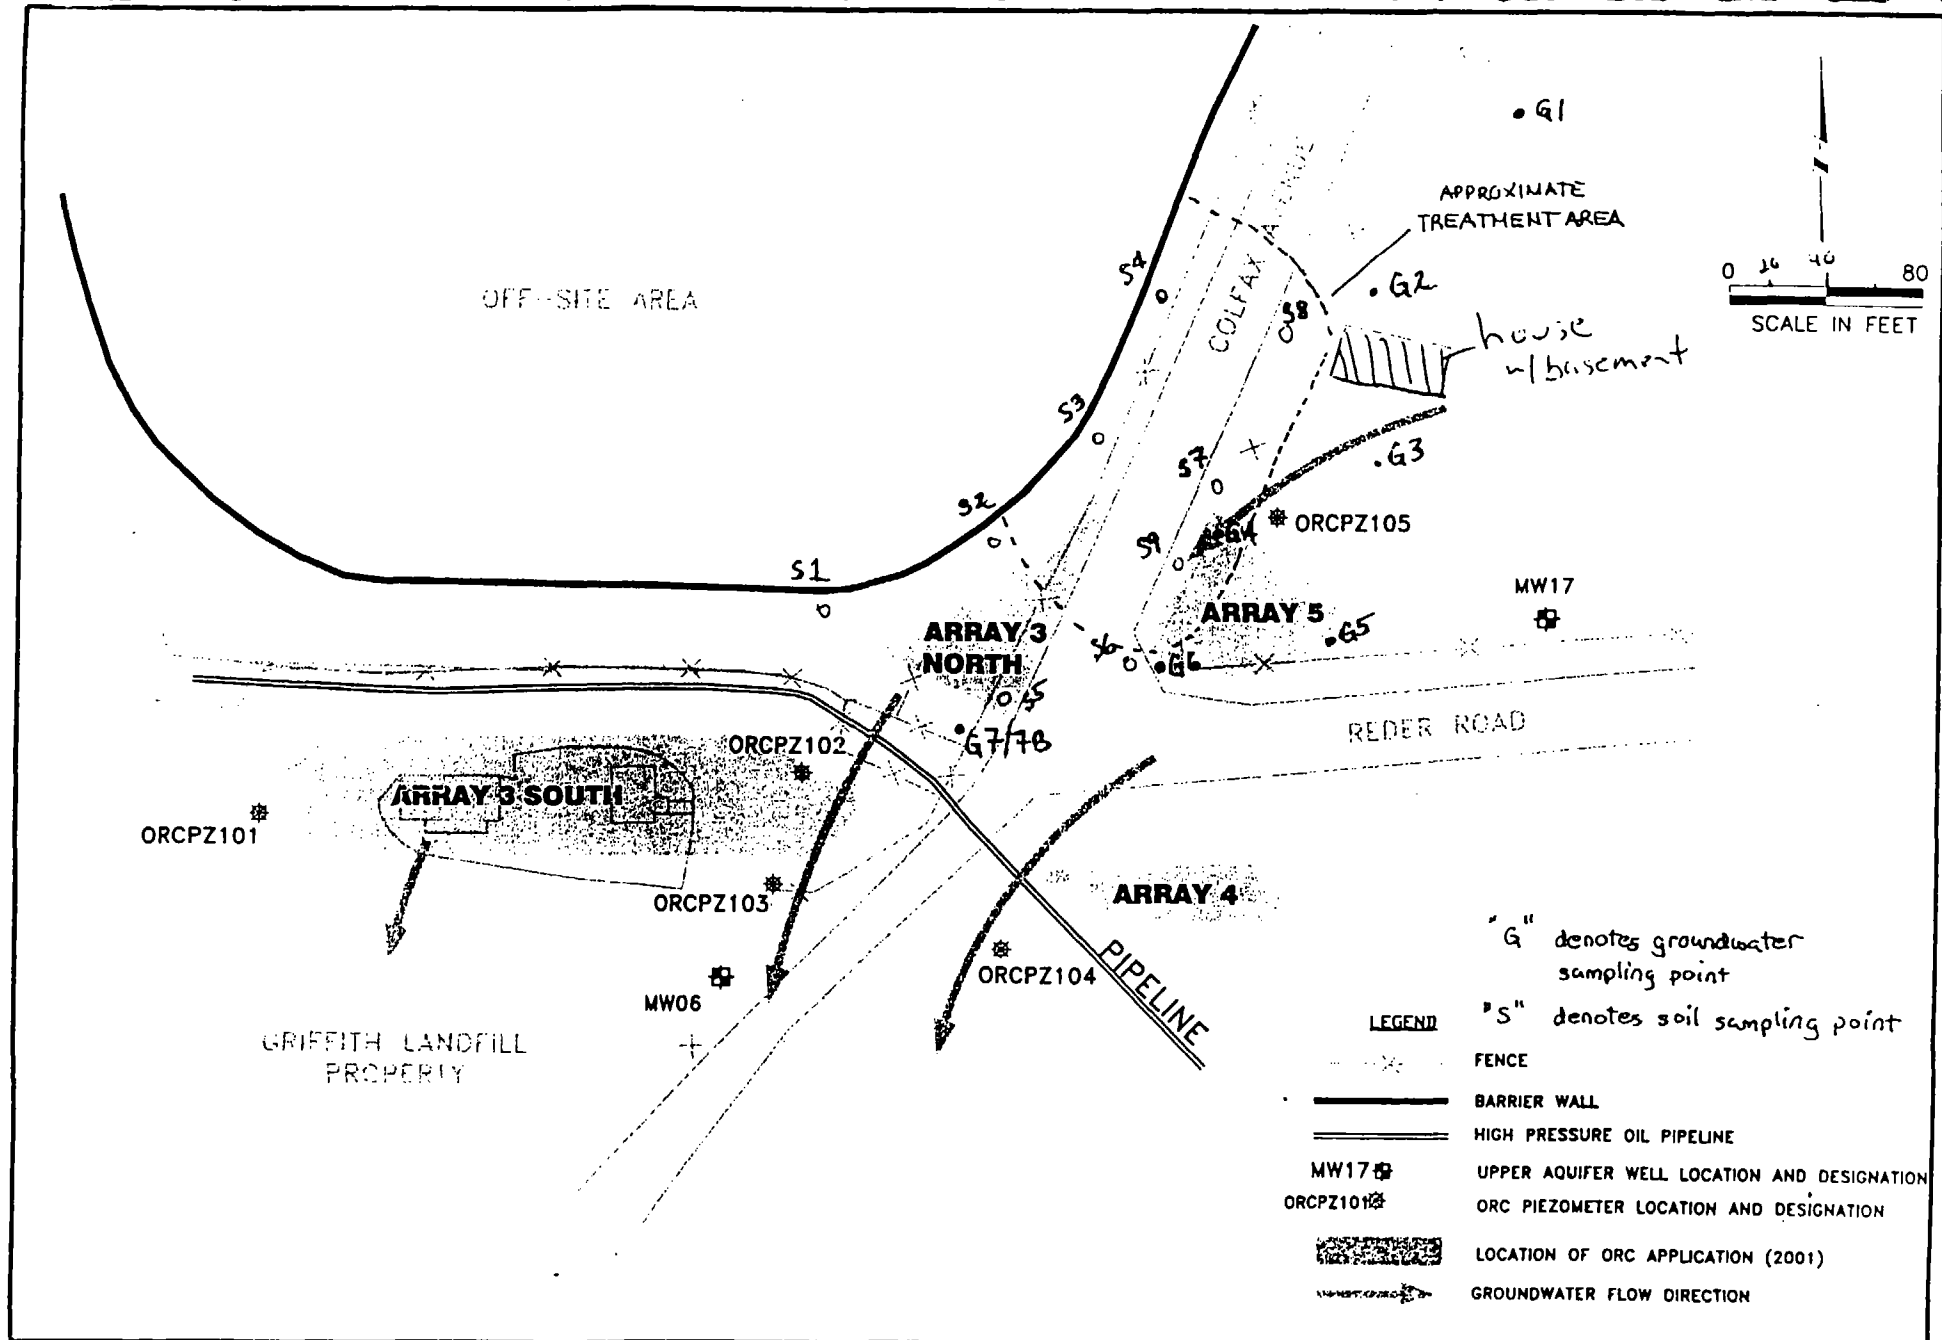 G1
APPROXIMATE
TREATMENT AREA
S4
G2
0 20 40 80
SCALE IN FEET
OFF-SITE AREA
COLFAX AVENUE
S8
house
w/basement
S3
G3
S7
S2
ORCPZ105
G4
S9
S1
MW17
ARRAY 3
NORTH
ARRAY 5
G5
S6
G6
S5
REDER ROAD
ORCPZ102
G7/7B
ARRAY 3 SOUTH
ORCPZ101
ORCPZ103
ARRAY 4
MW06
ORCPZ104
PIPELINE
GRIFFITH LANDFILL
PROPERTY
"G" denotes groundwater
sampling point
"S" denotes soil sampling point
LEGEND
FENCE
BARRIER WALL
HIGH PRESSURE OIL PIPELINE
MW17 UPPER AQUIFER WELL LOCATION AND DESIGNATION
ORCPZ101 ORC PIEZOMETER LOCATION AND DESIGNATION
LOCATION OF ORC APPLICATION (2001)
GROUNDWATER FLOW DIRECTION